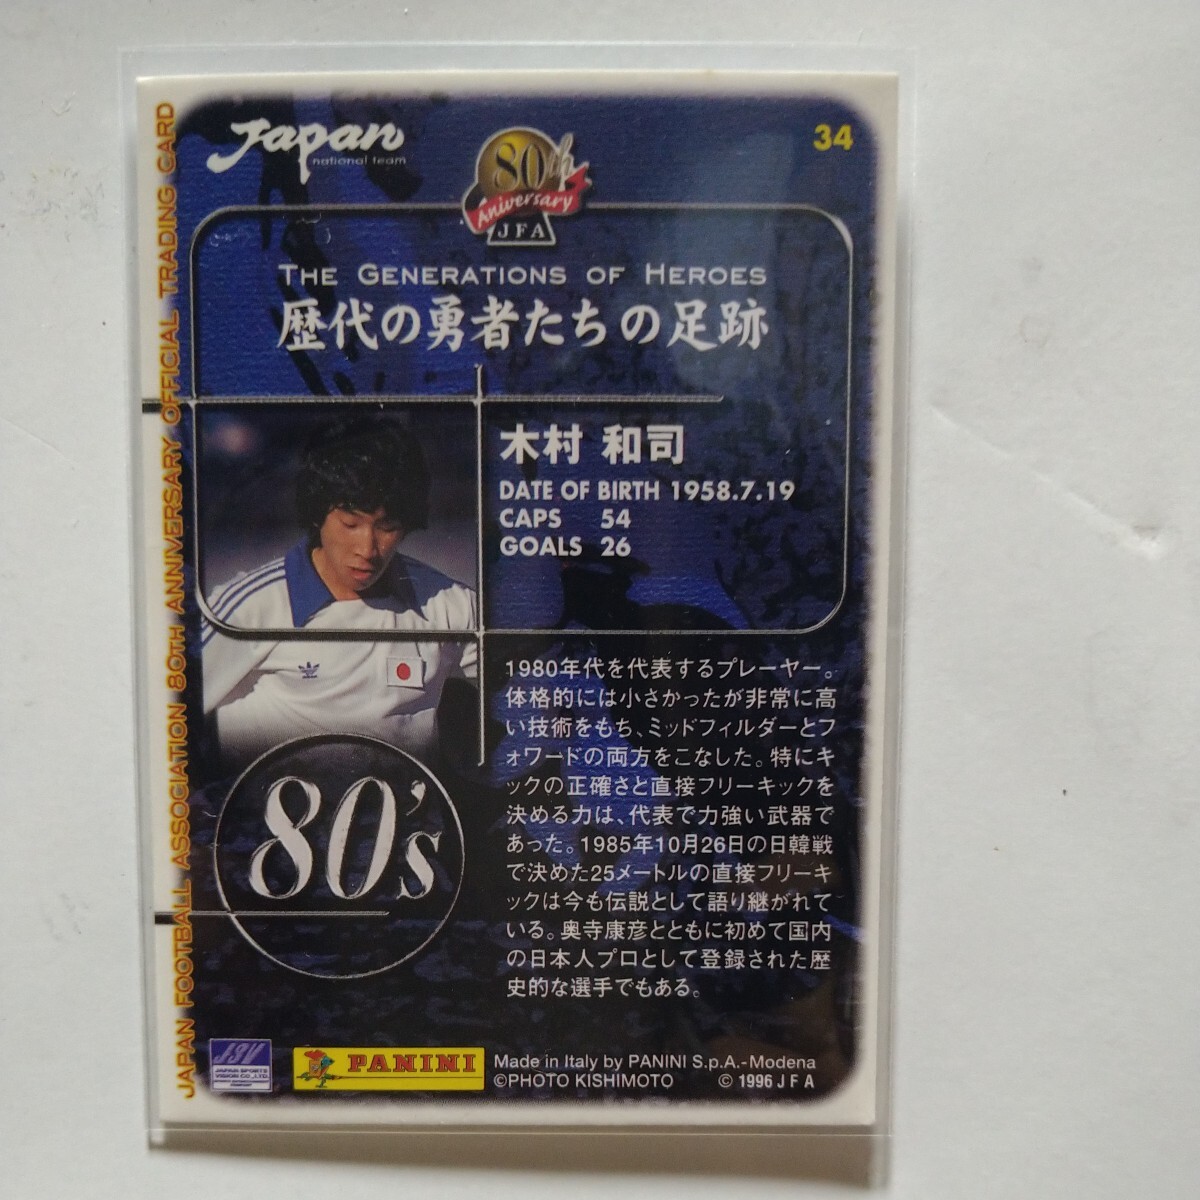 Japan
national team
34
80th
Aniversary
JFA
THE GENERATIONS OF HEROES
歴代の勇者たちの足跡
木村 和司
DATE OF BIRTH 1958.7.19
CAPS 54
GOALS 26
1980年代を代表するプレーヤー。
体格的には小さかったが非常に高
い技術をもち、ミッドフィルダーとフ
ォワードの両方をこなした。特にキ
ックの正確さと直接フリーキックを
決める力は、代表で力強い武器で
あった。1985年10月26日の日韓戦
で決めた25メートルの直接フリーキ
ックは今も伝説として語り継がれて
いる。奥寺康彦とともに初めて国内
の日本人プロとして登録された歴
史的な選手でもある。
80's
JAPAN FOOTBALL ASSOCIATION 80TH ANNIVERSARY OFFICIAL TRADING CARD
JSV
JAPAN SPORTS
VISION CO.,LTD.
PANINI
Made in Italy by PANINI S.p.A.-Modena
©PHOTO KISHIMOTO © 1996 J F A